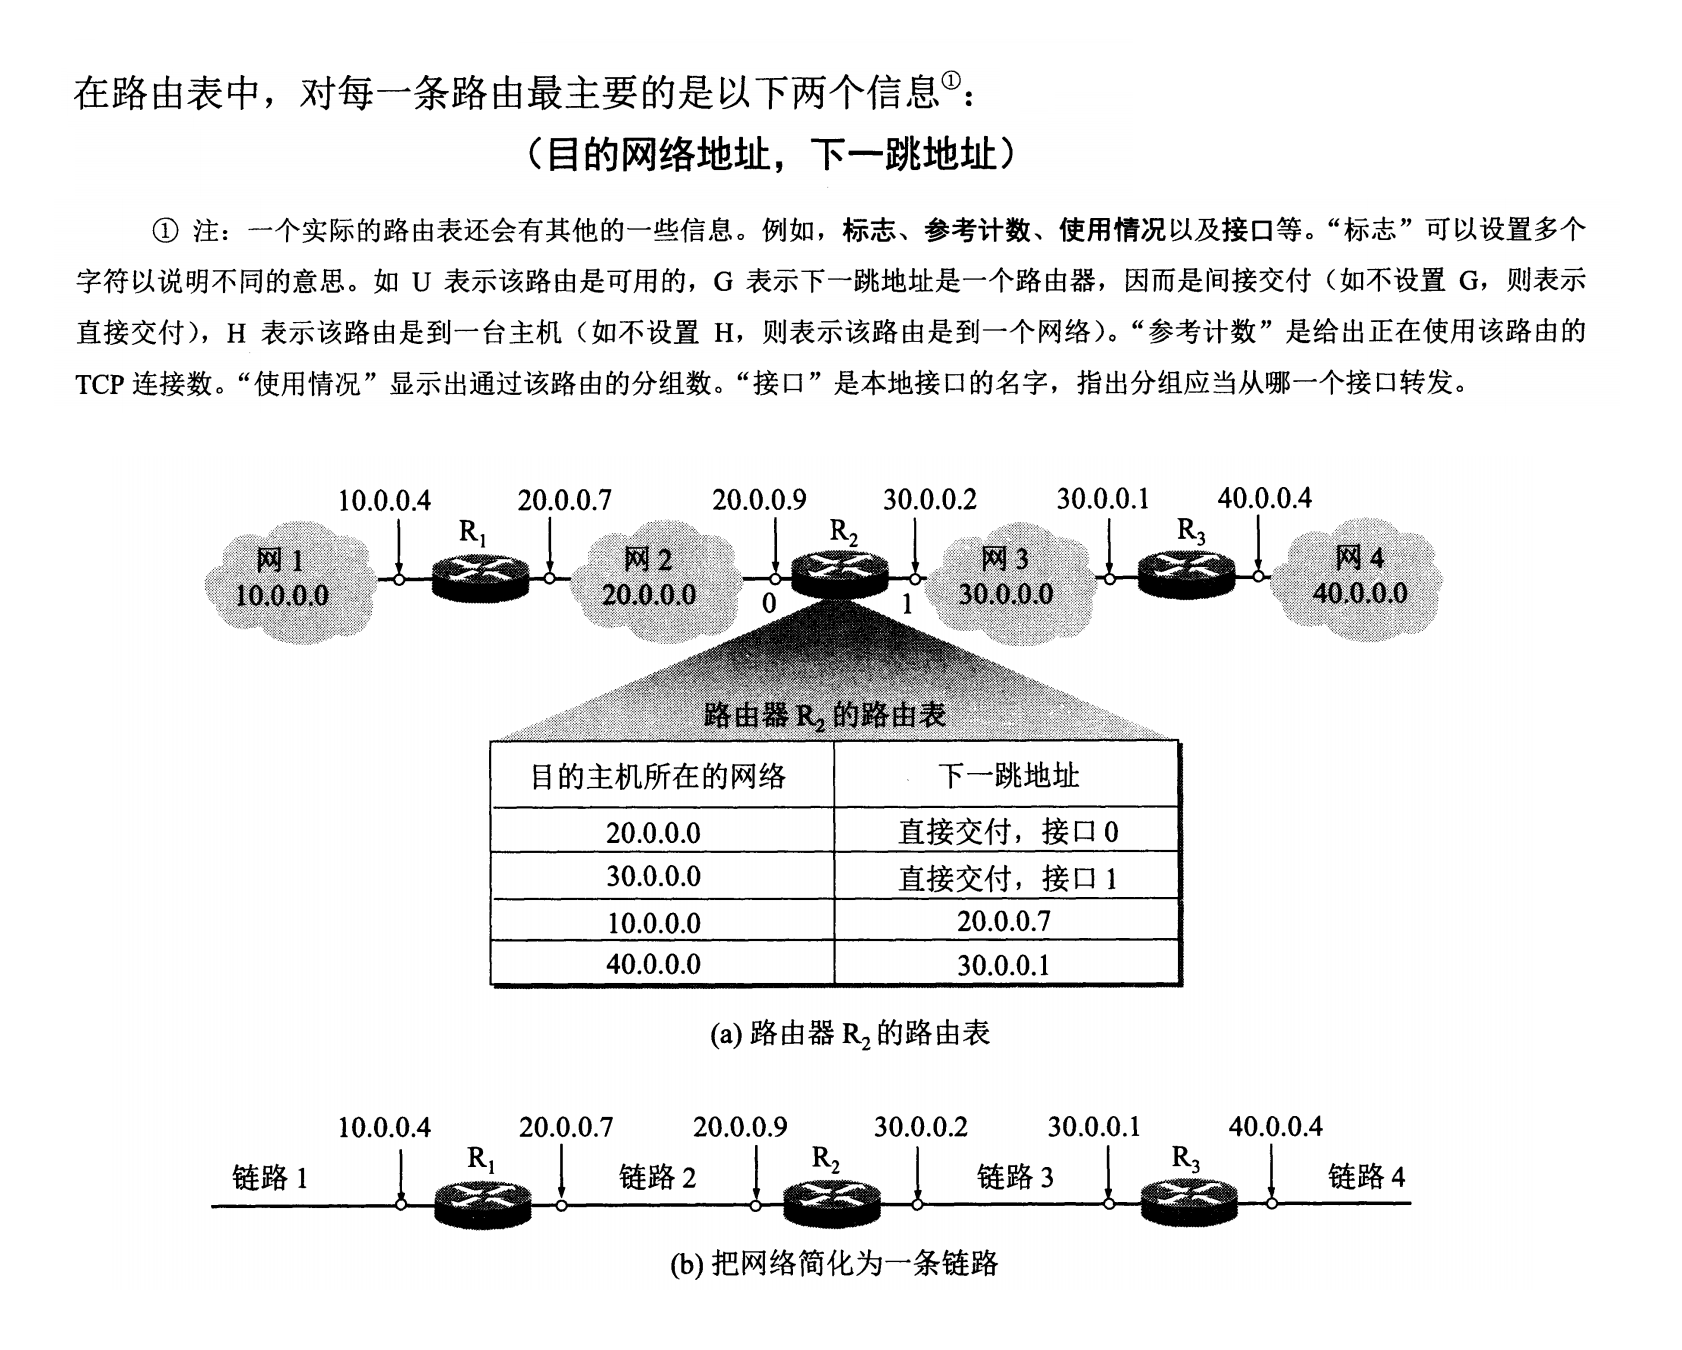 在路由表中，对每一条路由最主要的是以下两个信息①：
（目的网络地址，下一跳地址）
① 注：一个实际的路由表还会有其他的一些信息。例如，标志、参考计数、使用情况以及接口等。“标志”可以设置多个
字符以说明不同的意思。如 U 表示该路由是可用的，G 表示下一跳地址是一个路由器，因而是间接交付（如不设置 G，则表示
直接交付），H 表示该路由是到一台主机（如不设置 H，则表示该路由是到一个网络）。“参考计数”是给出正在使用该路由的
TCP 连接数。“使用情况”显示出通过该路由的分组数。“接口”是本地接口的名字，指出分组应当从哪一个接口转发。
10.0.0.4 20.0.0.7 20.0.0.9 30.0.0.2 30.0.0.1 40.0.0.4
R1 R2 R3
网 1 网 2 网 3 网 4
10.0.0.0 20.0.0.0 0 1 30.0.0.0 40.0.0.0
路由器 R2 的路由表
目的主机所在的网络 下一跳地址
20.0.0.0 直接交付，接口 0
30.0.0.0 直接交付，接口 1
10.0.0.0 20.0.0.7
40.0.0.0 30.0.0.1
(a) 路由器 R2 的路由表
10.0.0.4 20.0.0.7 20.0.0.9 30.0.0.2 30.0.0.1 40.0.0.4
R1 R2 R3
链路 1 链路 2 链路 3 链路 4
(b) 把网络简化为一条链路